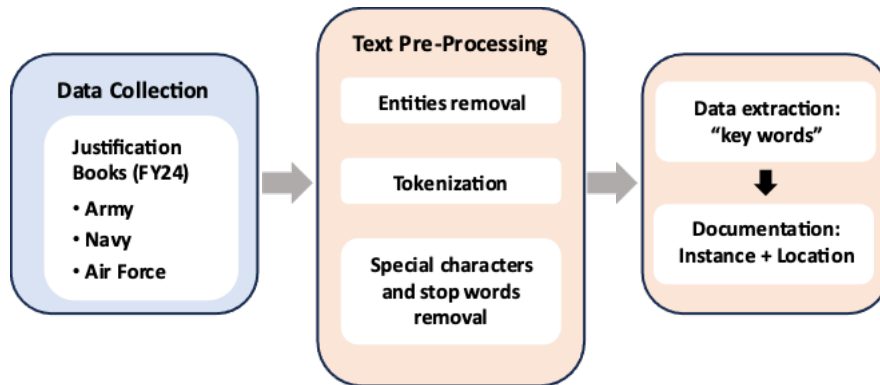 Data Collection
Justification
Books (FY24)
• Army
• Navy
• Air Force
Text Pre-Processing
Entities removal
Tokenization
Special characters
and stop words
removal
Data extraction:
“key words”
Documentation:
Instance + Location